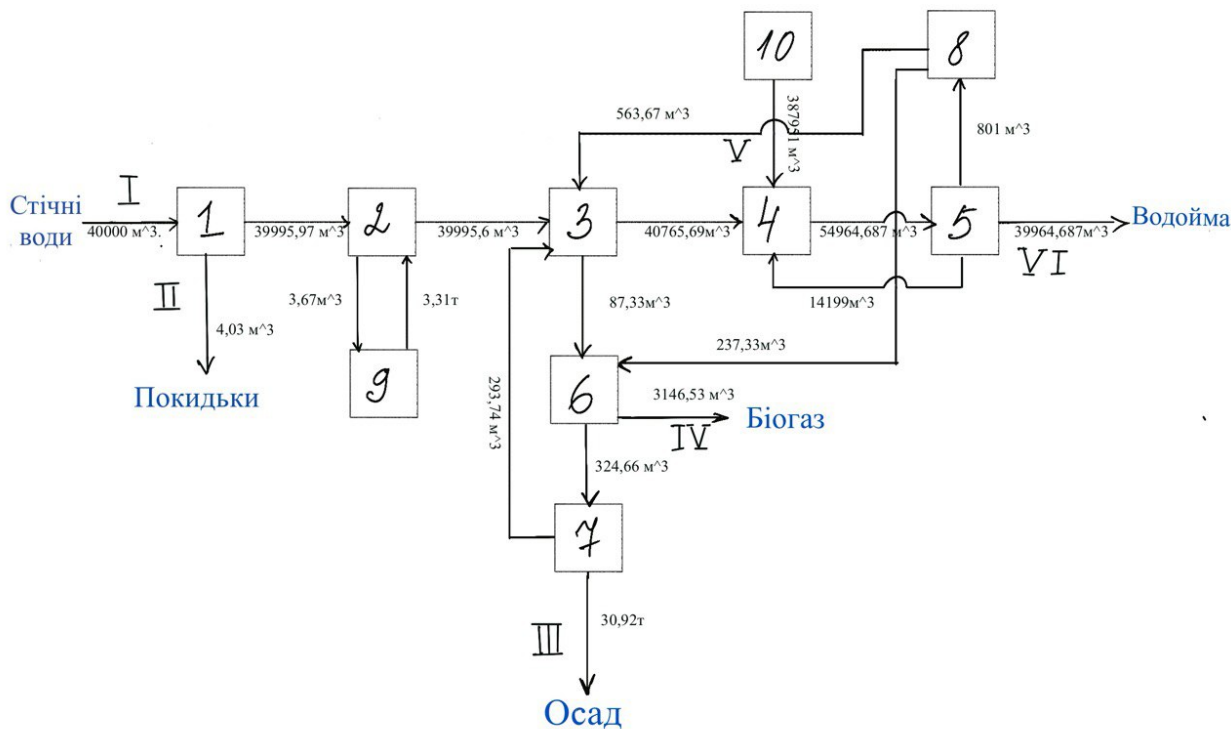 10
8
563,67 м^3
387951 м^3
801 м^3
V
I
Стічні
води
40000 м^3.
1
39995,97 м^3
2
39995,6 м^3
3
40765,69м^3
4
54964,687 м^3
5
39964,687м^3
Водойма
VI
II
4,03 м^3
3,67м^3
3,31т
87,33м^3
14199м^3
237,33м^3
Покидьки
9
293,74 м^3
6
3146,53 м^3
IV
Біогаз
324,66 м^3
7
III
30,92т
Осад